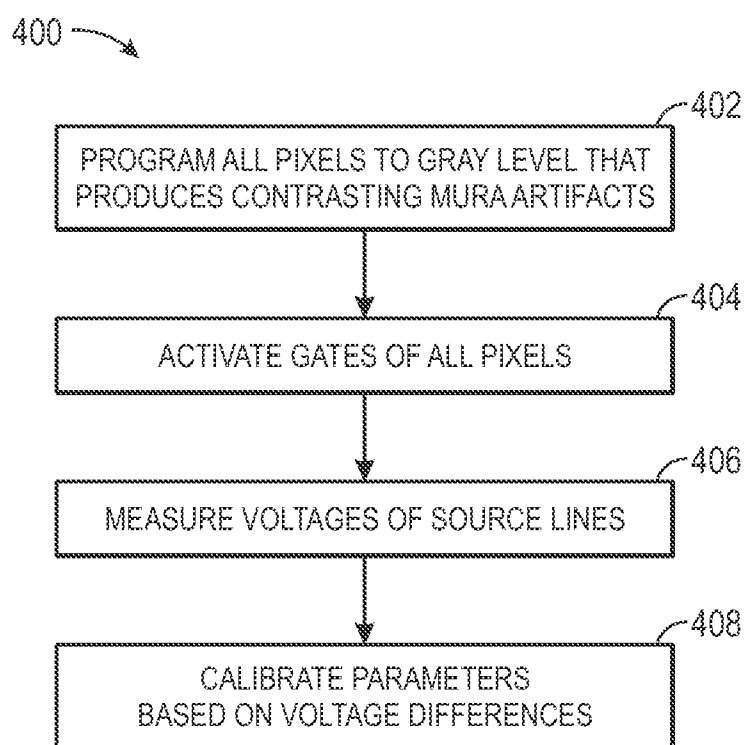 400
402
PROGRAM ALL PIXELS TO GRAY LEVEL THAT
PRODUCES CONTRASTING MURA ARTIFACTS
404
ACTIVATE GATES OF ALL PIXELS
406
MEASURE VOLTAGES OF SOURCE LINES
408
CALIBRATE PARAMETERS
BASED ON VOLTAGE DIFFERENCES